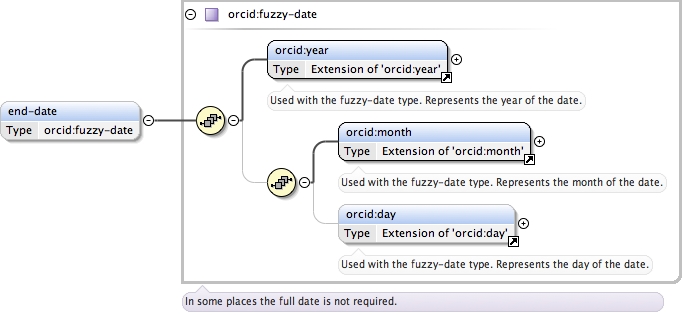 orcid:fuzzy-date
orcid:year
Type Extension of 'orcid:year'
Used with the fuzzy-date type. Represents the year of the date.
end-date
Type orcid:fuzzy-date
orcid:month
Type Extension of 'orcid:month'
Used with the fuzzy-date type. Represents the month of the date.
orcid:day
Type Extension of 'orcid:day'
Used with the fuzzy-date type. Represents the day of the date.
In some places the full date is not required.